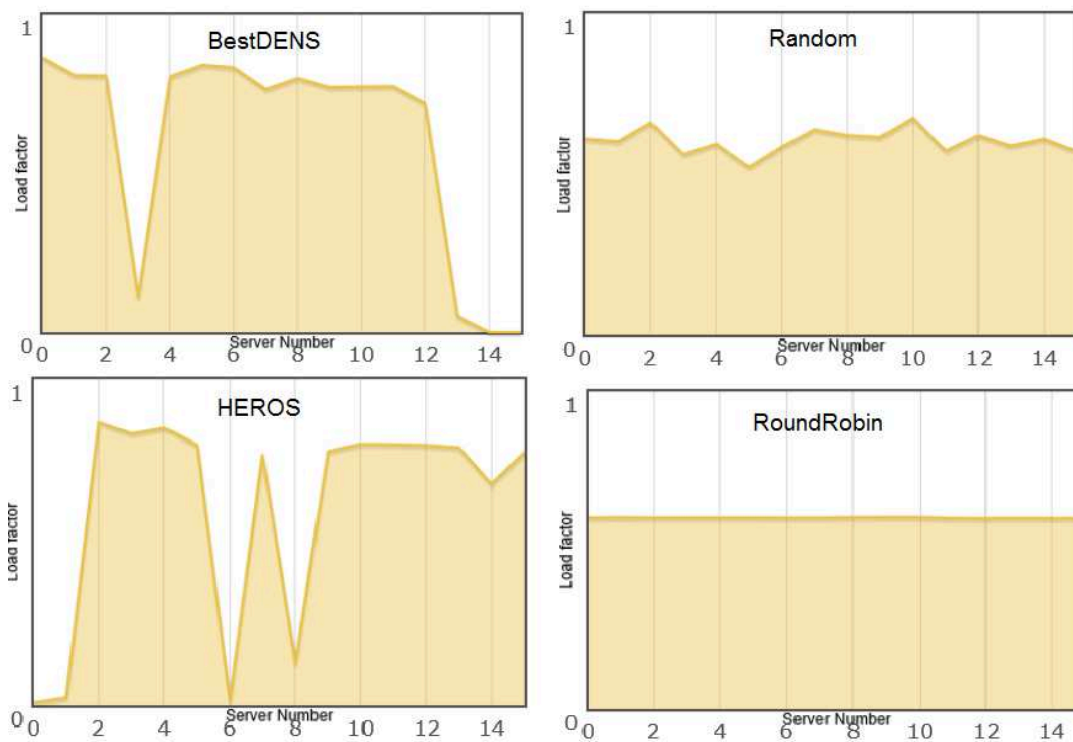 1
BestDENS
Load factor
0
0 2 4 6 8 10 12 14
Server Number
1
Random
Load factor
0
0 2 4 6 8 10 12 14
Server Number
1
HEROS
Load factor
0
0 2 4 6 8 10 12 14
Server Number
1
RoundRobin
Load factor
0
0 2 4 6 8 10 12 14
Server Number